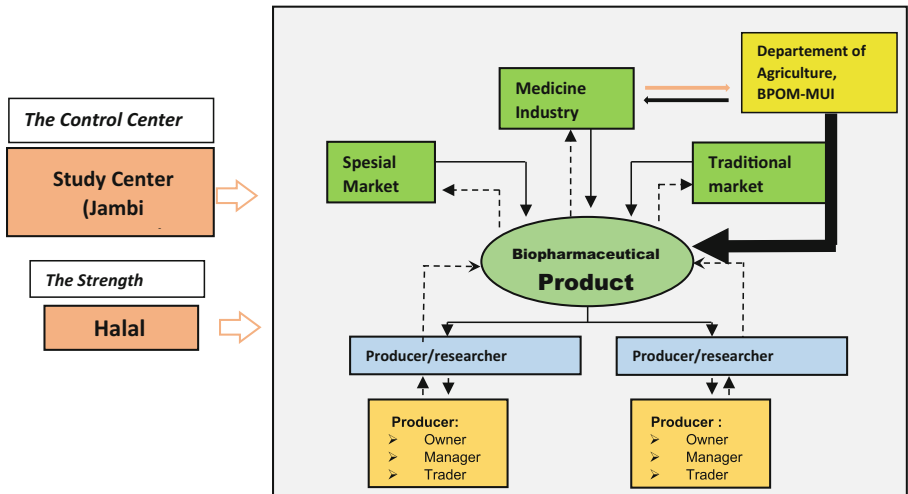 The Control Center
Study Center
(Jambi
The Strength
Halal
Departement of
Agriculture,
BPOM-MUI
Medicine
Industry
Spesial
Market
Traditional
market
Biopharmaceutical
Product
Producer/researcher
Producer/researcher
Producer:
➢ Owner
➢ Manager
➢ Trader
Producer :
➢ Owner
➢ Manager
➢ Trader